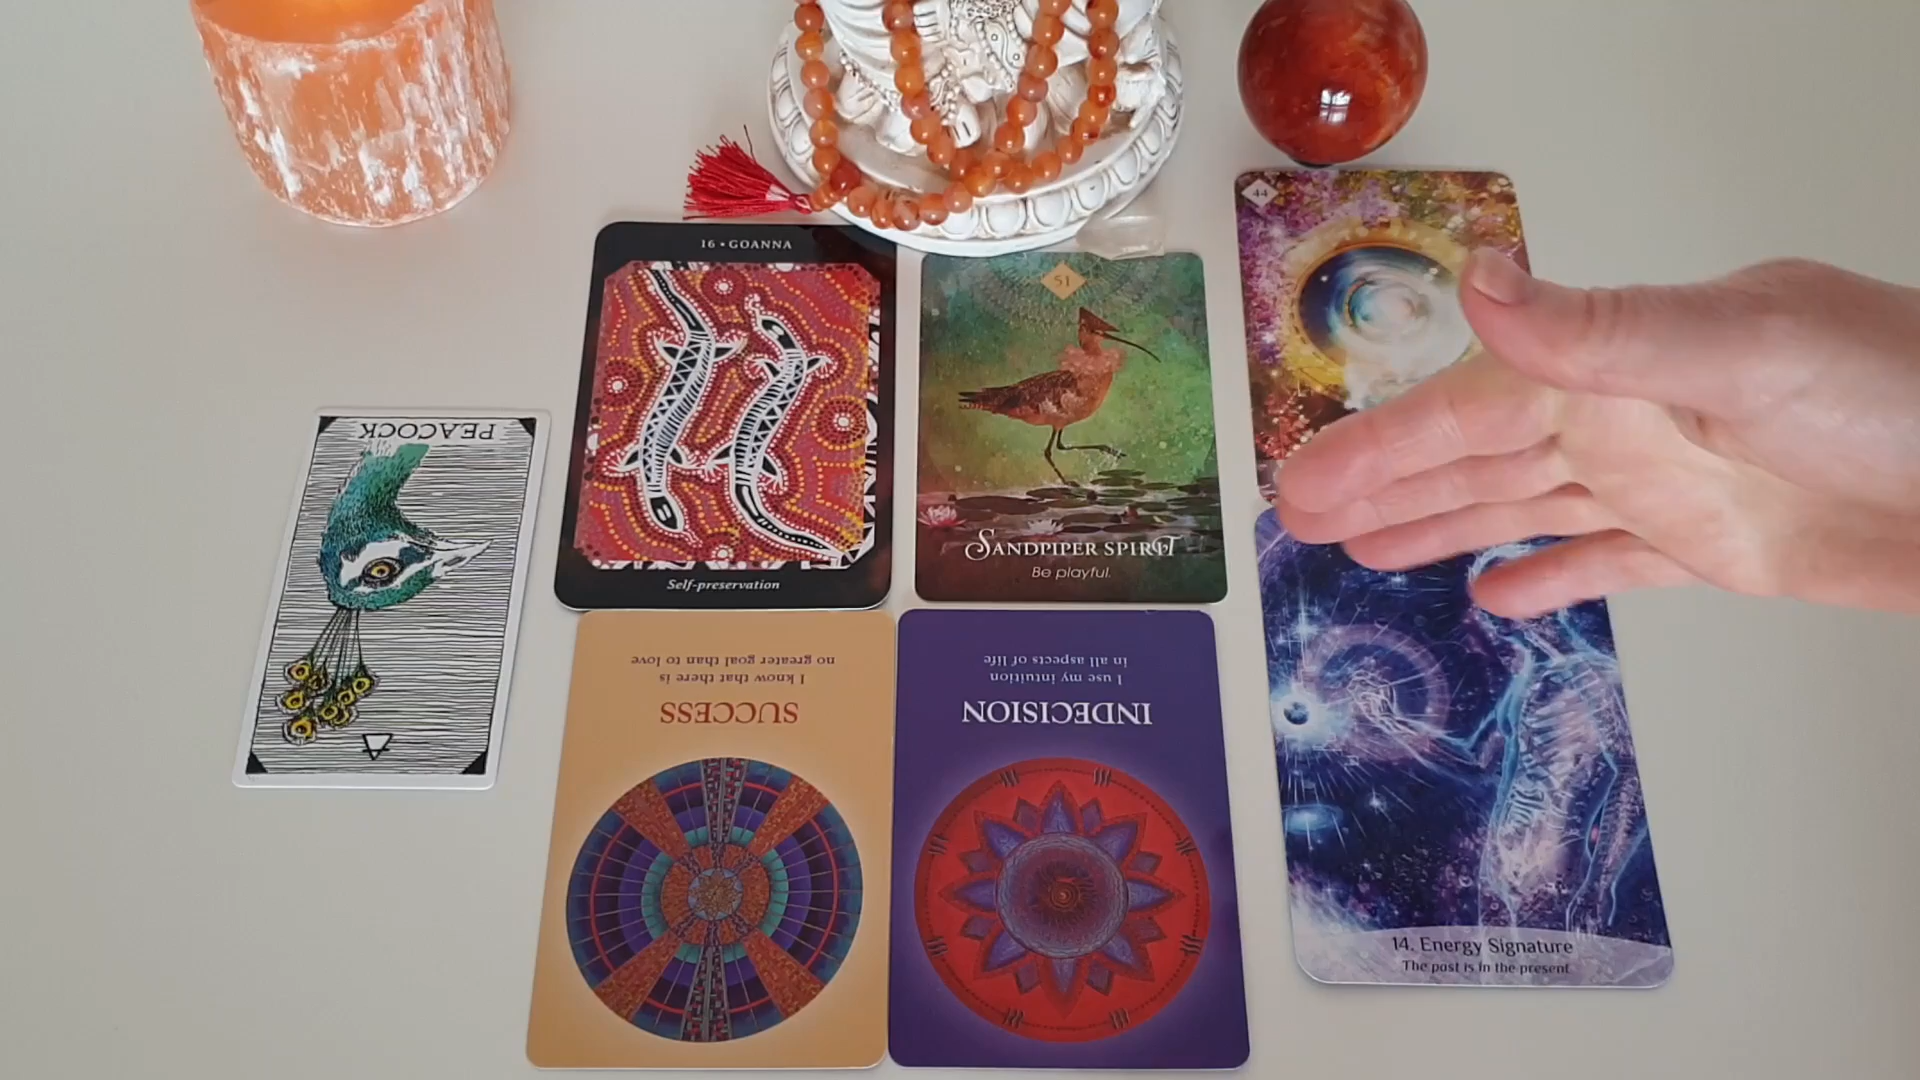 16 • GOANNA
Self-preservation
51
SANDPIPER SPIRIT
Be playful.
44
PEACOCK
I know that there is
no greater goal than to love
SUCCESS
I use my intuition
in all aspects of life
INDECISION
14. Energy Signature
The past is in the present